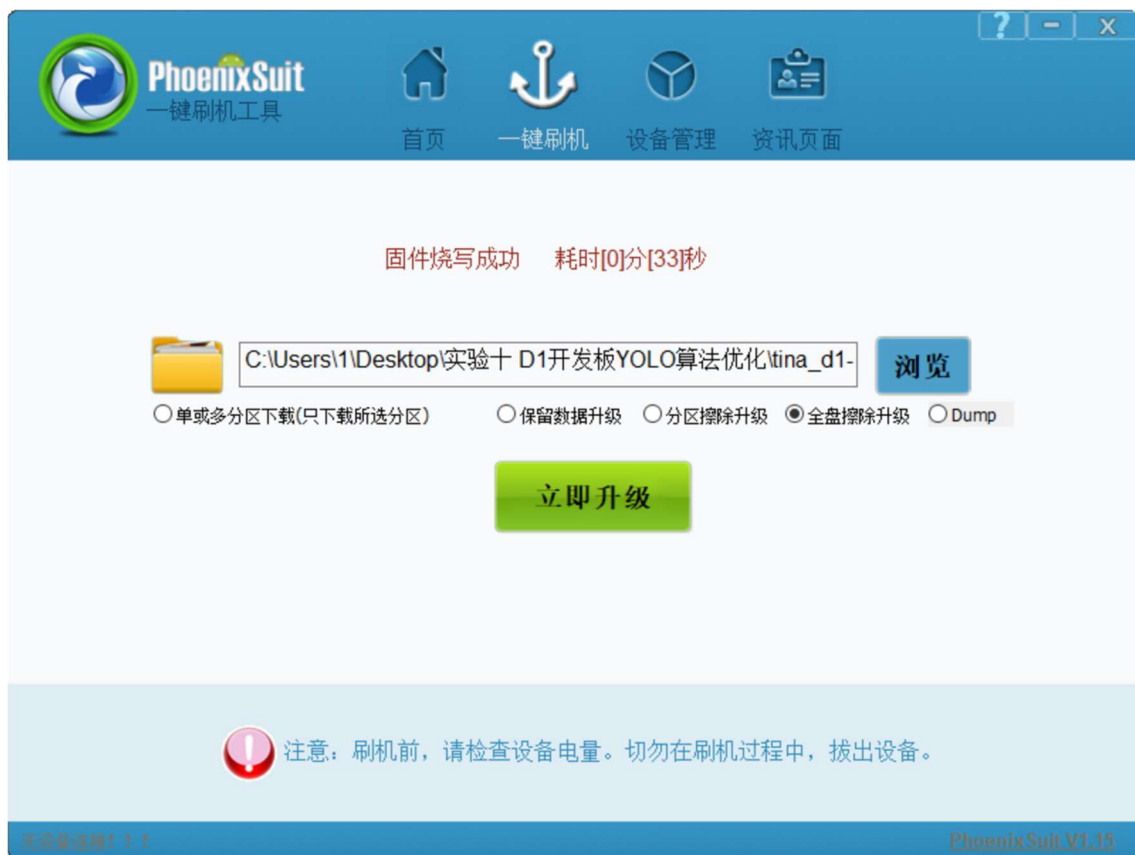 ? - X
PhoenixSuit
一键刷机工具
首页 一键刷机 设备管理 资讯页面
固件烧写成功 耗时[0]分[33]秒
C:\Users\1\Desktop\实验十 D1开发板YOLO算法优化\tina_d1-
浏览
单或多分区下载(只下载所选分区) 保留数据升级 分区擦除升级 全盘擦除升级 Dump
立即升级
注意：刷机前，请检查设备电量。切勿在刷机过程中，拔出设备。
无设备连接！！！ PhoenixSuit V1.15